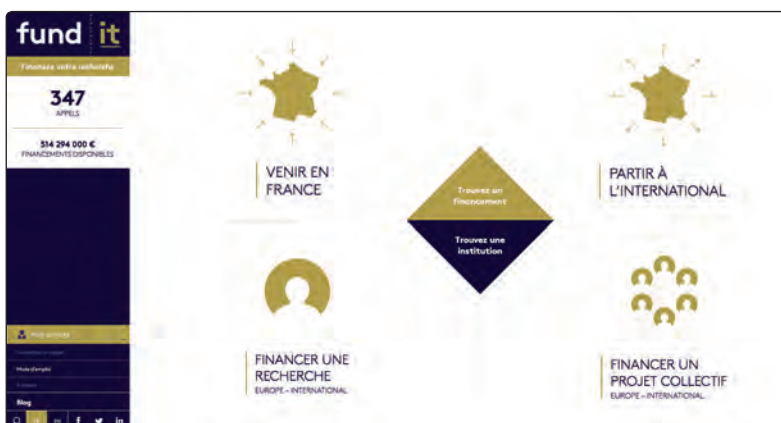 fund it
Financez votre recherche
347
APPELS
514 294 000 €
FINANCEMENTS DISPONIBLES
Mode d'emploi
Blog
f in
VENIR EN
FRANCE
PARTIR À
L'INTERNATIONAL
Trouvez un
financement
Trouvez une
institution
FINANCER UNE
RECHERCHE
EUROPE – INTERNATIONAL
FINANCER UN
PROJET COLLECTIF
EUROPE – INTERNATIONAL